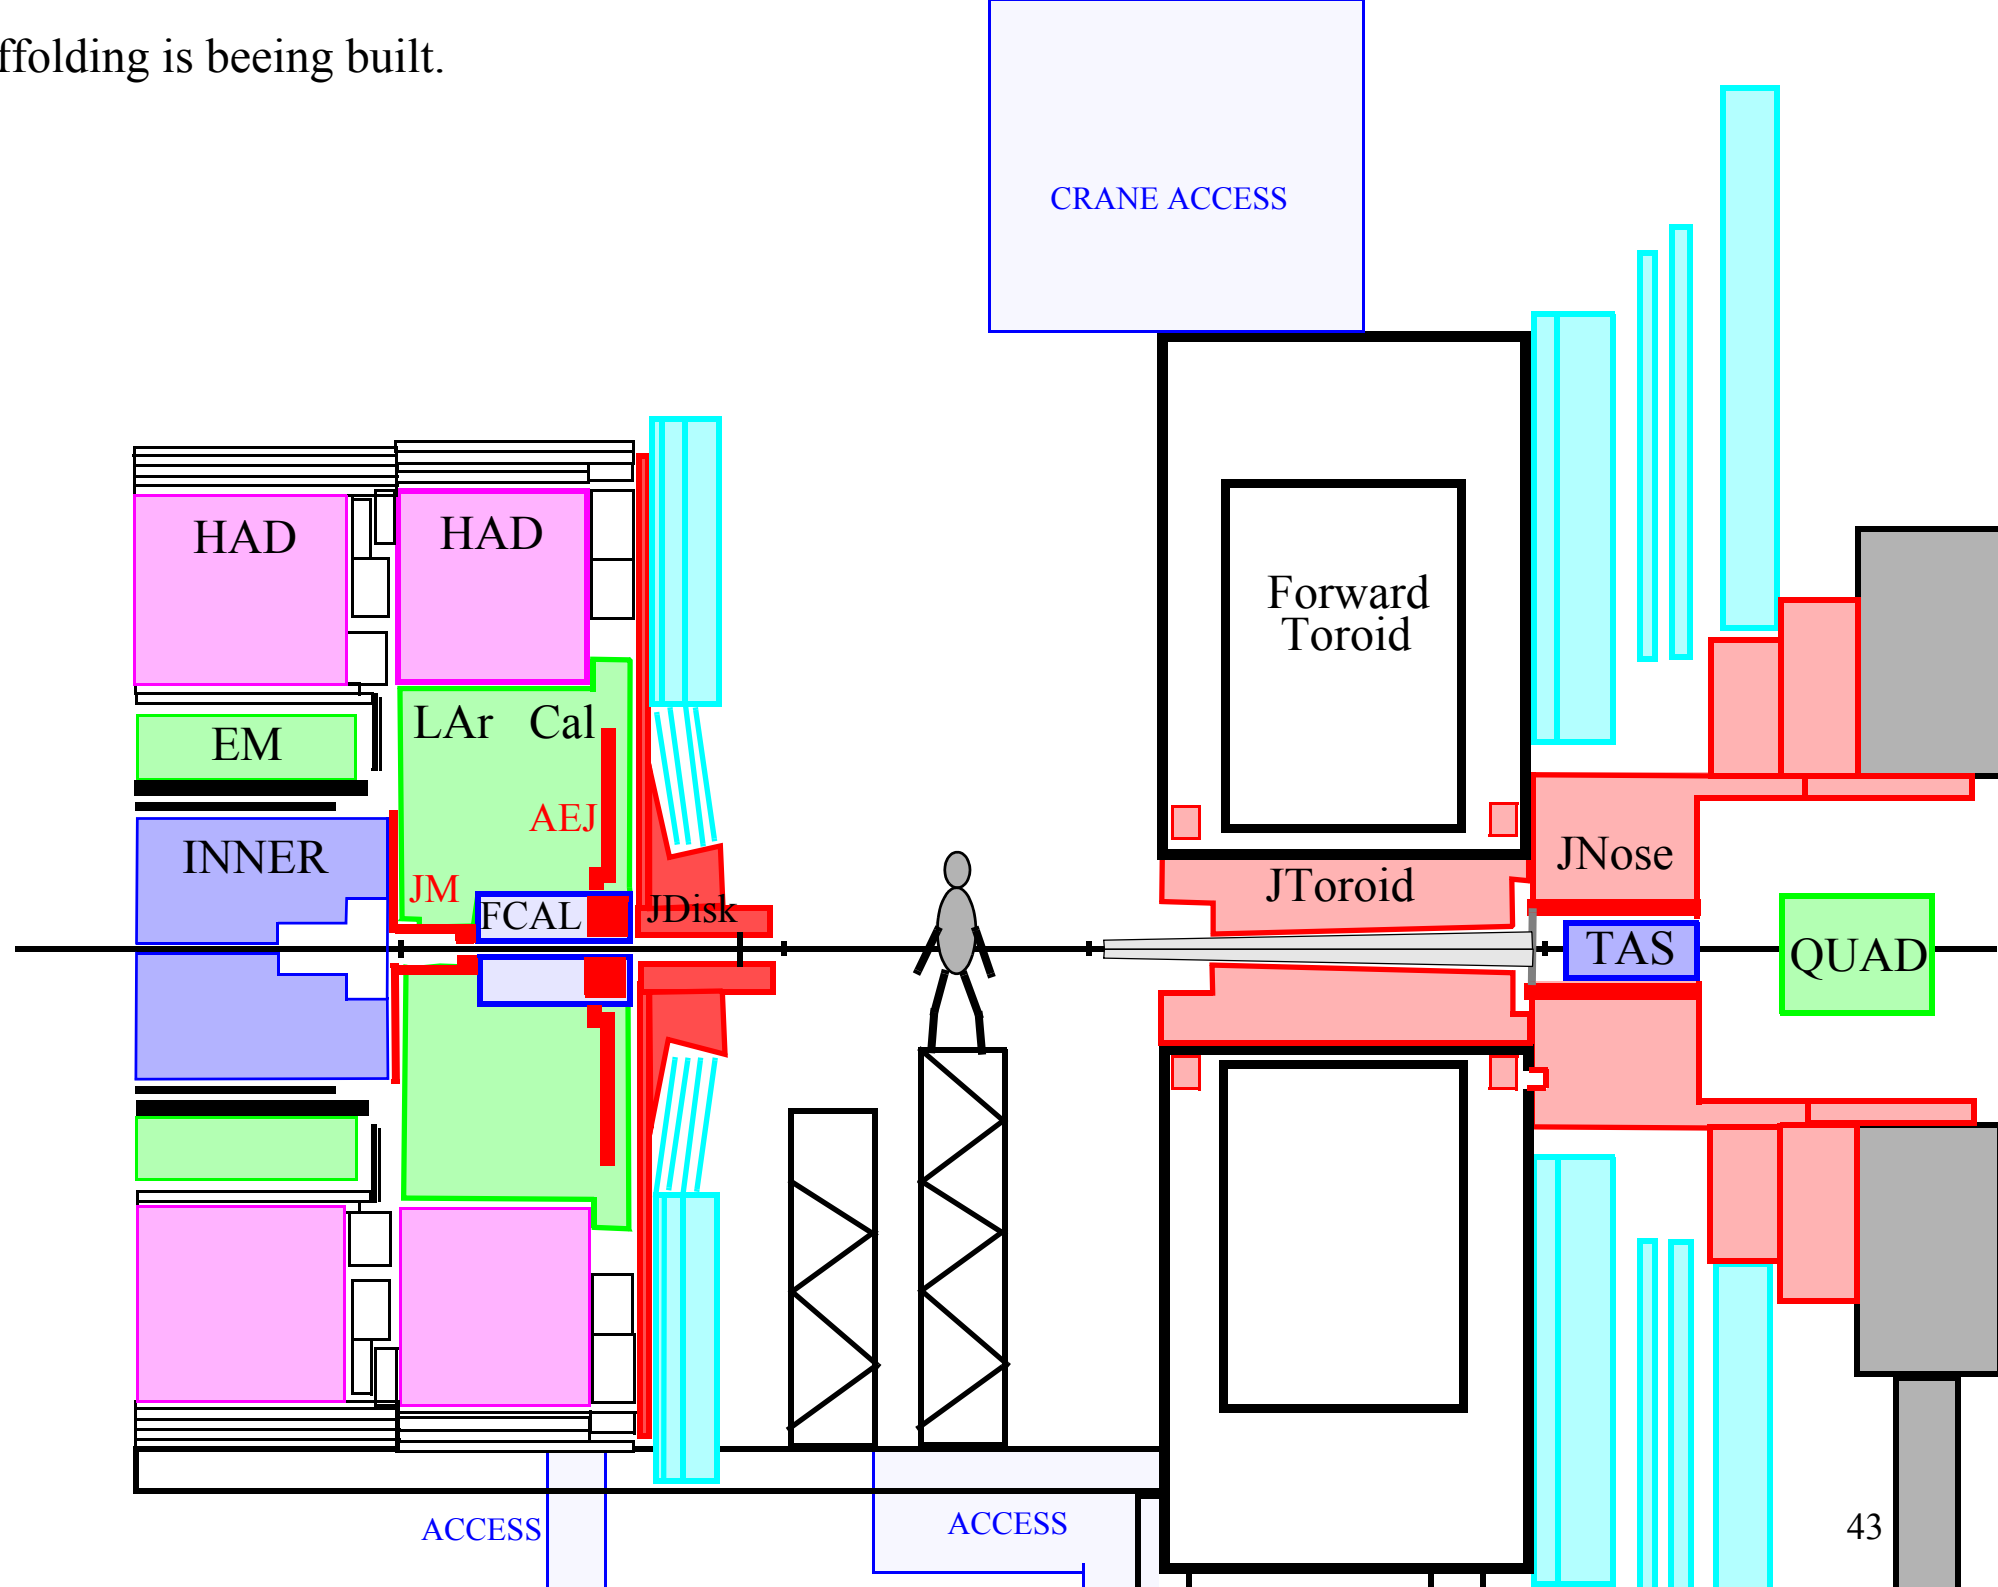 ffolding is beeing built.
CRANE ACCESS
HAD
HAD
Forward
Toroid
LAr Cal
EM
AEJ
INNER
JM
FCAL
JDisk
JToroid
JNose
TAS
QUAD
ACCESS
ACCESS
43